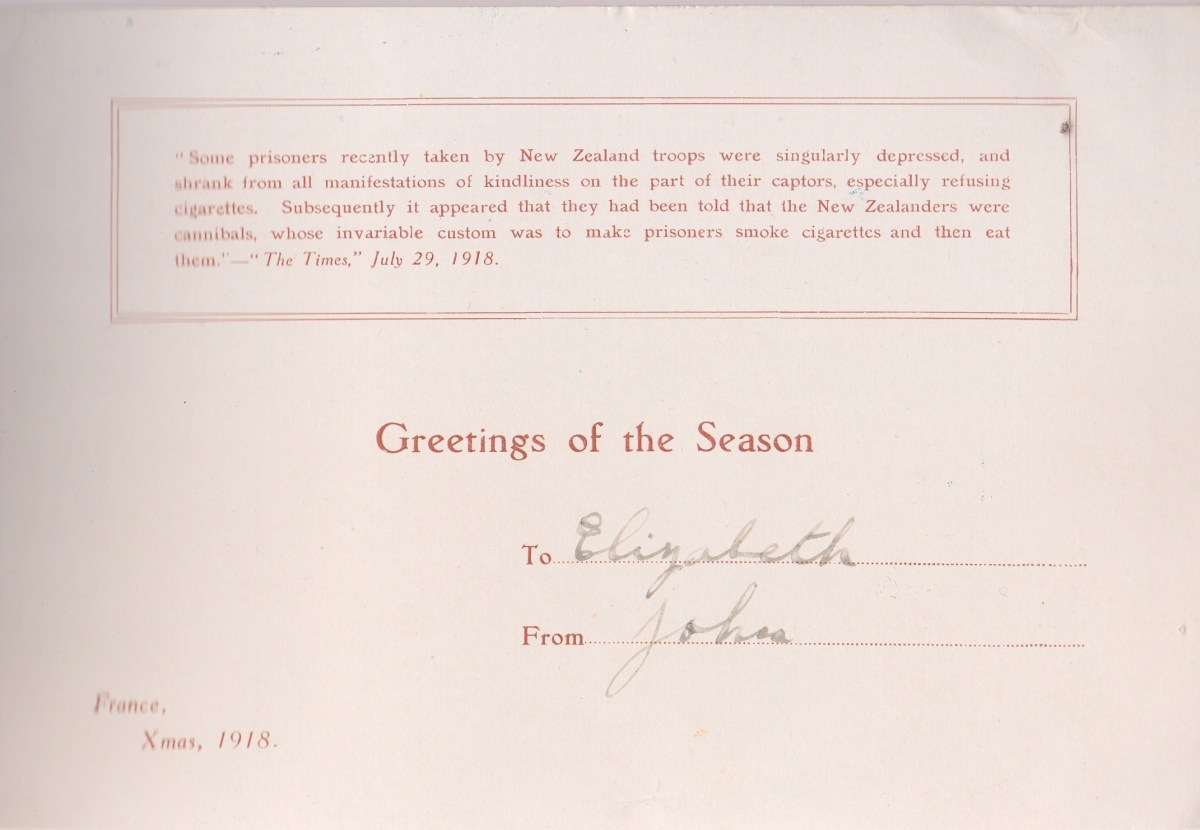 "Some prisoners recently taken by New Zealand troops were singularly depressed, and
shrank from all manifestations of kindliness on the part of their captors, especially refusing
cigarettes. Subsequently it appeared that they had been told that the New Zealanders were
cannibals, whose invariable custom was to make prisoners smoke cigarettes and then eat
them."—"The Times," July 29, 1918.
Greetings of the Season
To Elizabeth
From John
France,
Xmas, 1918.